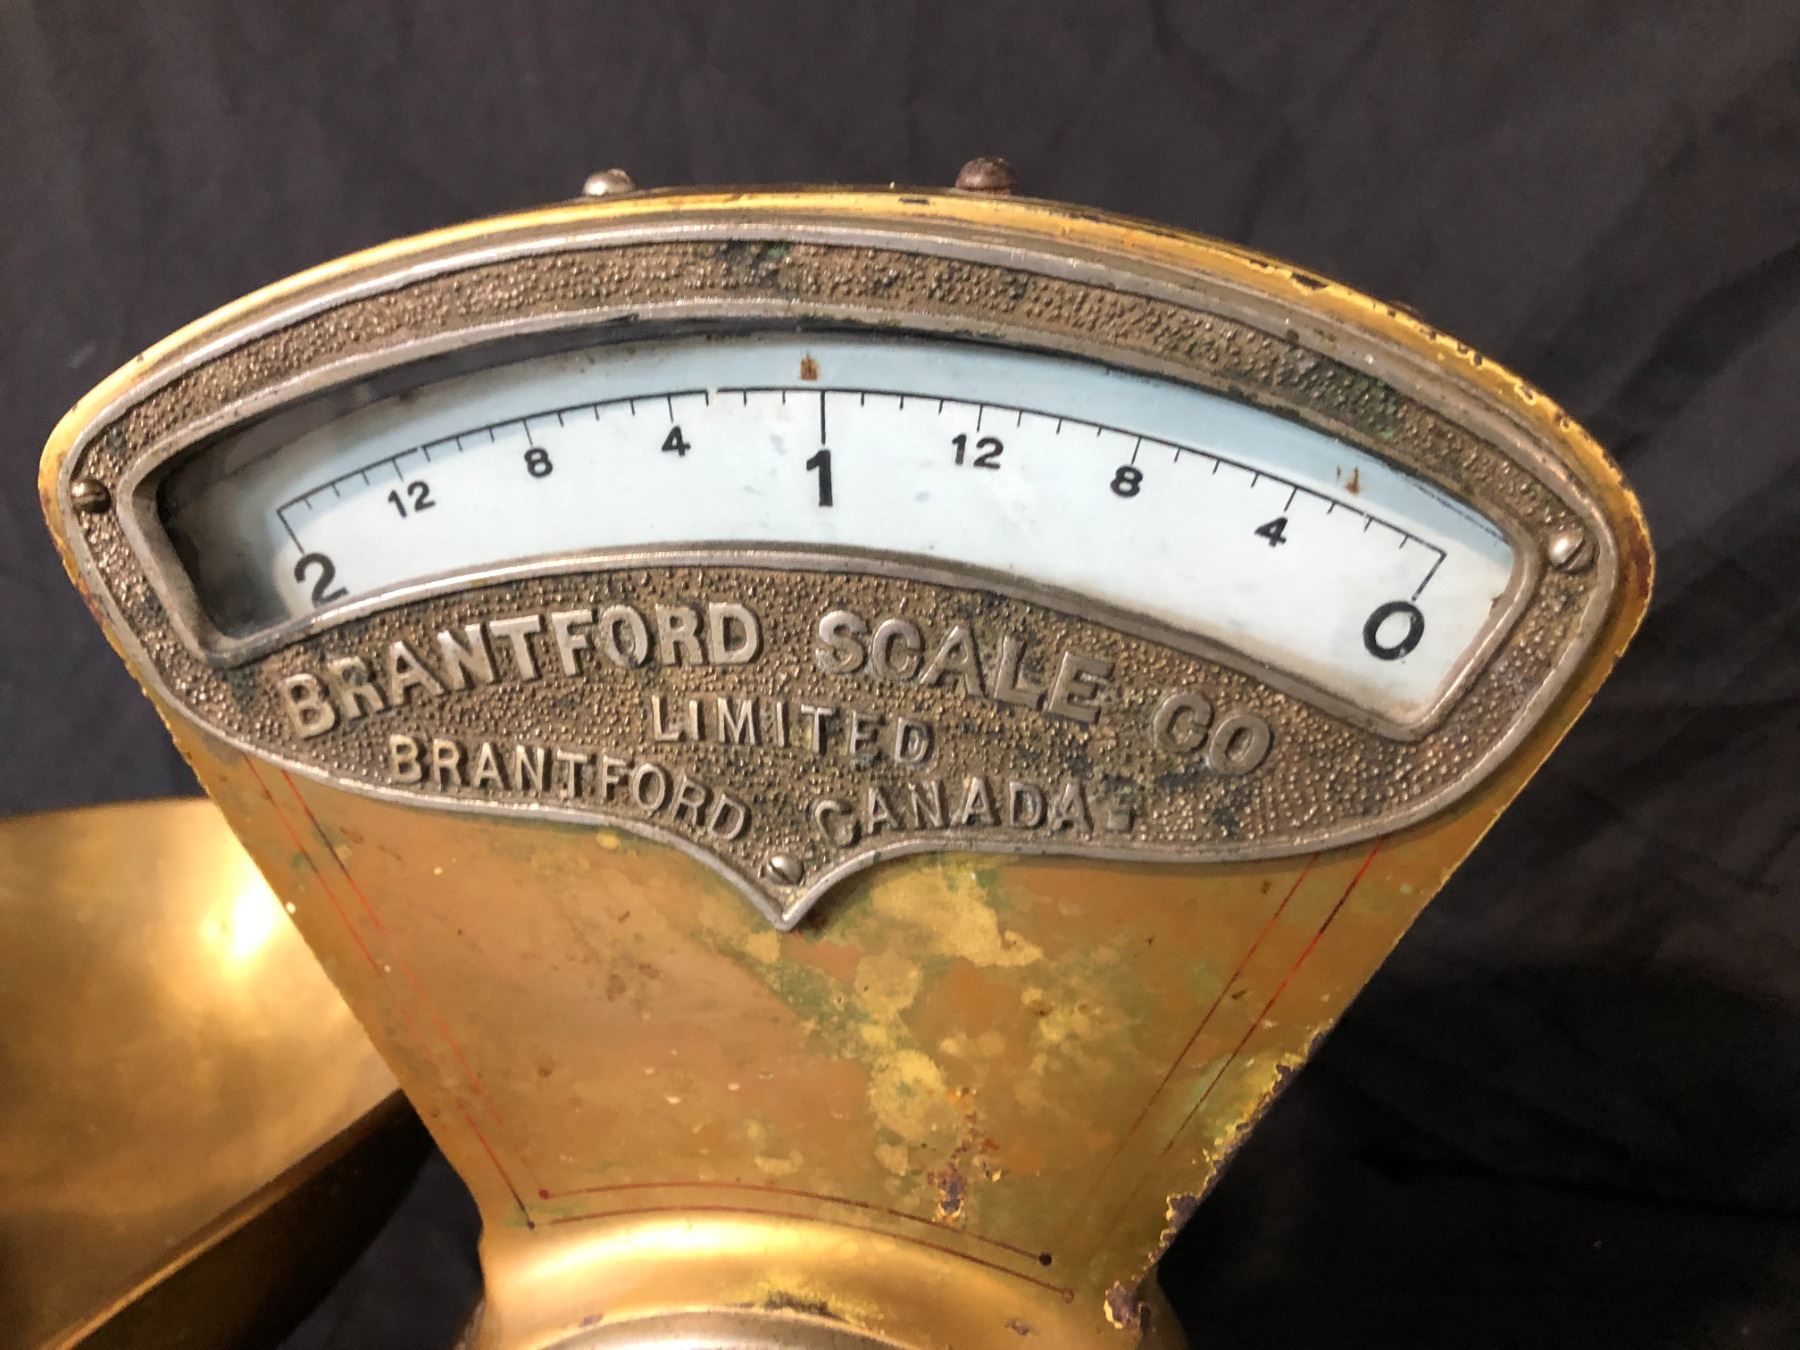 2 12 8 4 1 12 8 4 0
BRANTFORD SCALE CO
LIMITED
BRANTFORD CANADA